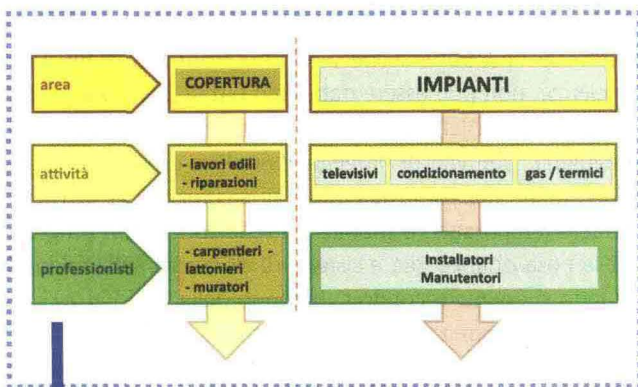 area
COPERTURA
IMPIANTI
attività
- lavori edili
- riparazioni
televisivi
condizionamento
gas / termici
professionisti
- carpentieri -
lattonieri
- muratori
Installatori
Manutentori